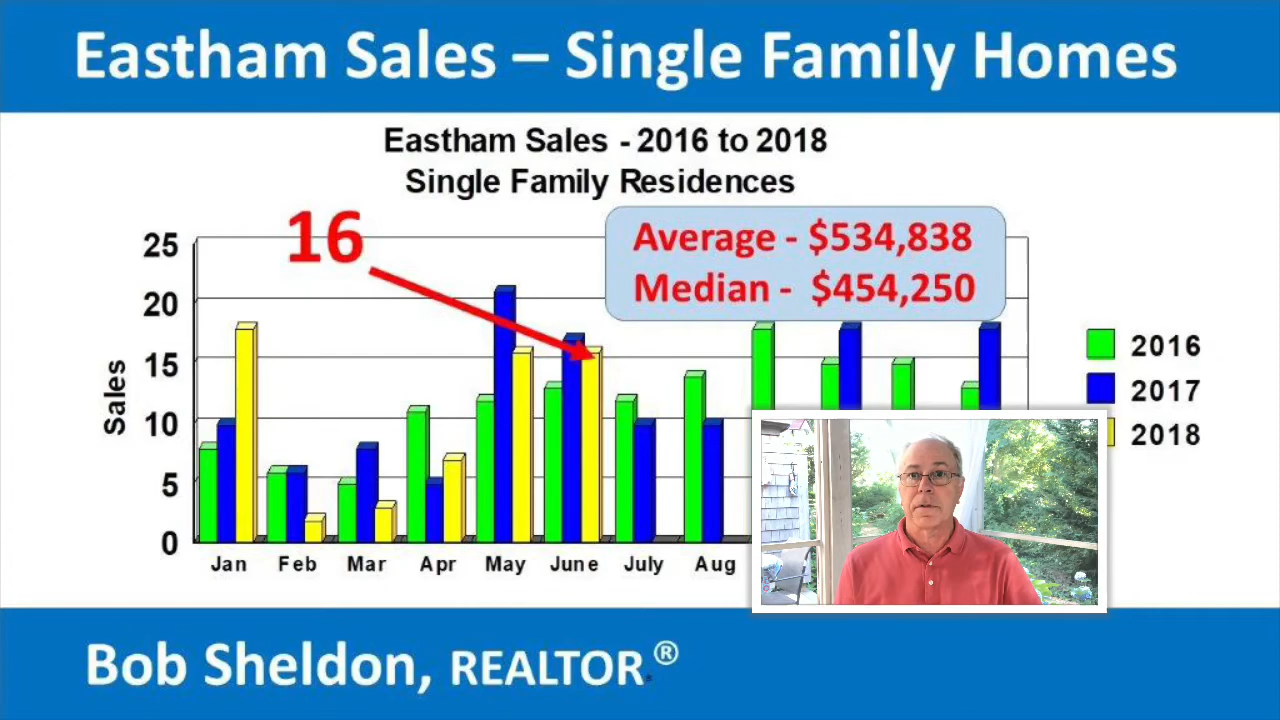 Eastham Sales – Single Family Homes
Eastham Sales - 2016 to 2018
Single Family Residences
16
Average - $534,838
Median - $454,250
25
20
15
10
5
0
Sales
2016
2017
2018
Jan Feb Mar Apr May June July Aug
Bob Sheldon, REALTOR®